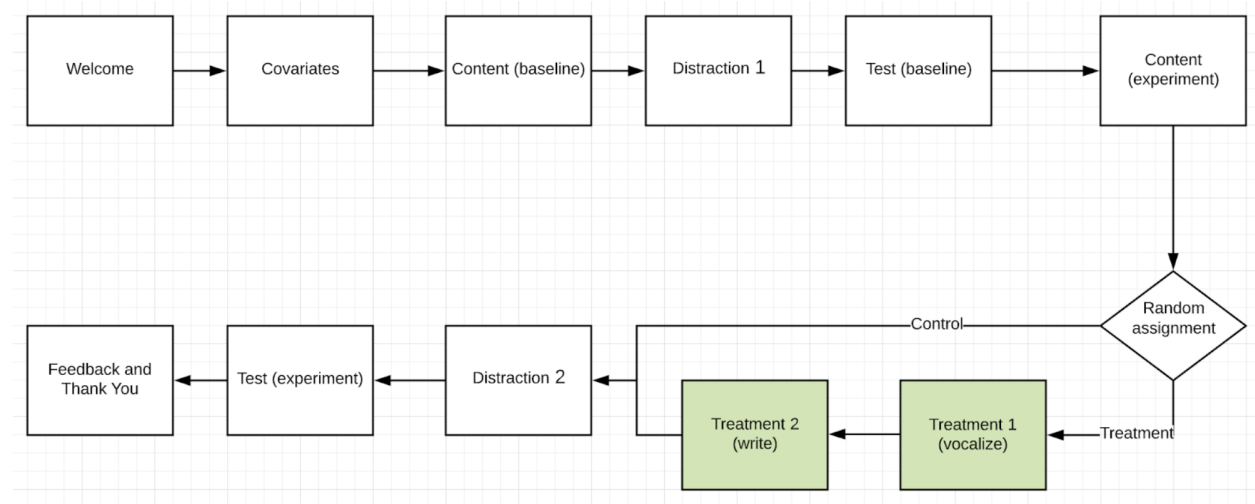 Welcome
Covariates
Content (baseline)
Distraction 1
Test (baseline)
Content
(experiment)
Random
assignment
Control
Treatment
Treatment 1
(vocalize)
Treatment 2
(write)
Distraction 2
Test (experiment)
Feedback and
Thank You